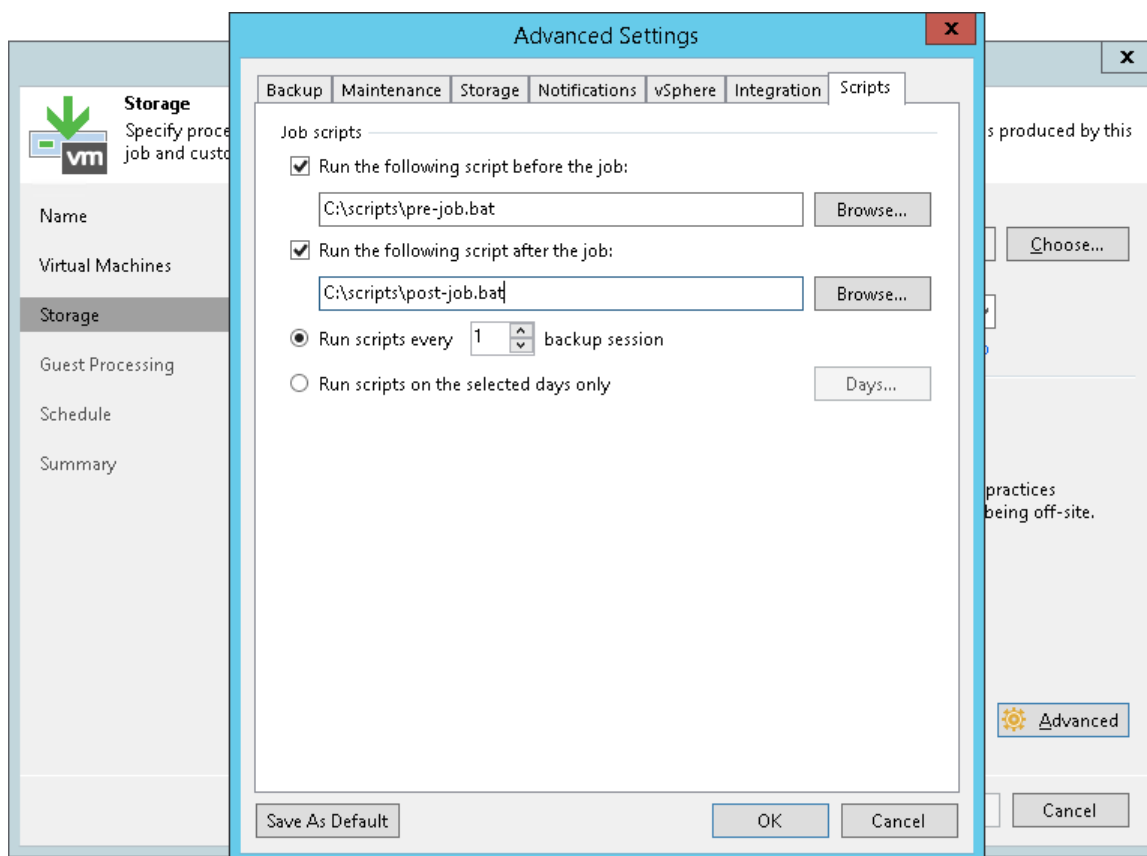 Advanced Settings
x
x
Storage
Specify proce
job and custo
s produced by this
vm
Backup
Maintenance
Storage
Notifications
vSphere
Integration
Scripts
Name
Virtual Machines
Storage
Guest Processing
Schedule
Summary
Job scripts
Run the following script before the job:
C:\scripts\pre-job.bat
Browse...
Run the following script after the job:
C:\scripts\post-job.bat
Browse...
Run scripts every 1 backup session
Run scripts on the selected days only
Days...
Choose...
practices
being off-site.
Advanced
Save As Default
OK
Cancel
Cancel